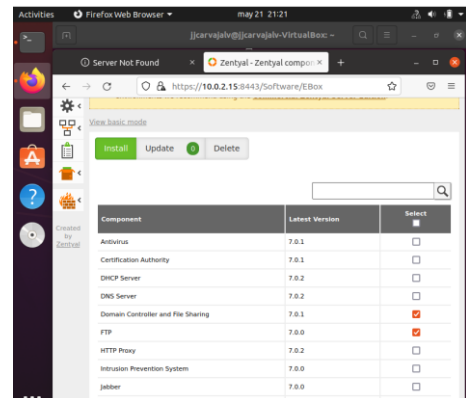 Activities Firefox Web Browser may 21 21:21
jjcarvajalv@jjcarvajalv-VirtualBox: ~
Server Not Found Zentyal - Zentyal compon
https://10.0.2.15:8443/Software/EBox
View basic mode
Install Update 0 Delete
Component Latest Version Select
Antivirus 7.0.1
Certification Authority 7.0.1
DHCP Server 7.0.2
DNS Server 7.0.2
Domain Controller and File Sharing 7.0.1
FTP 7.0.0
HTTP Proxy 7.0.2
Intrusion Prevention System 7.0.0
Jabber 7.0.0
Created
by
Zentyal